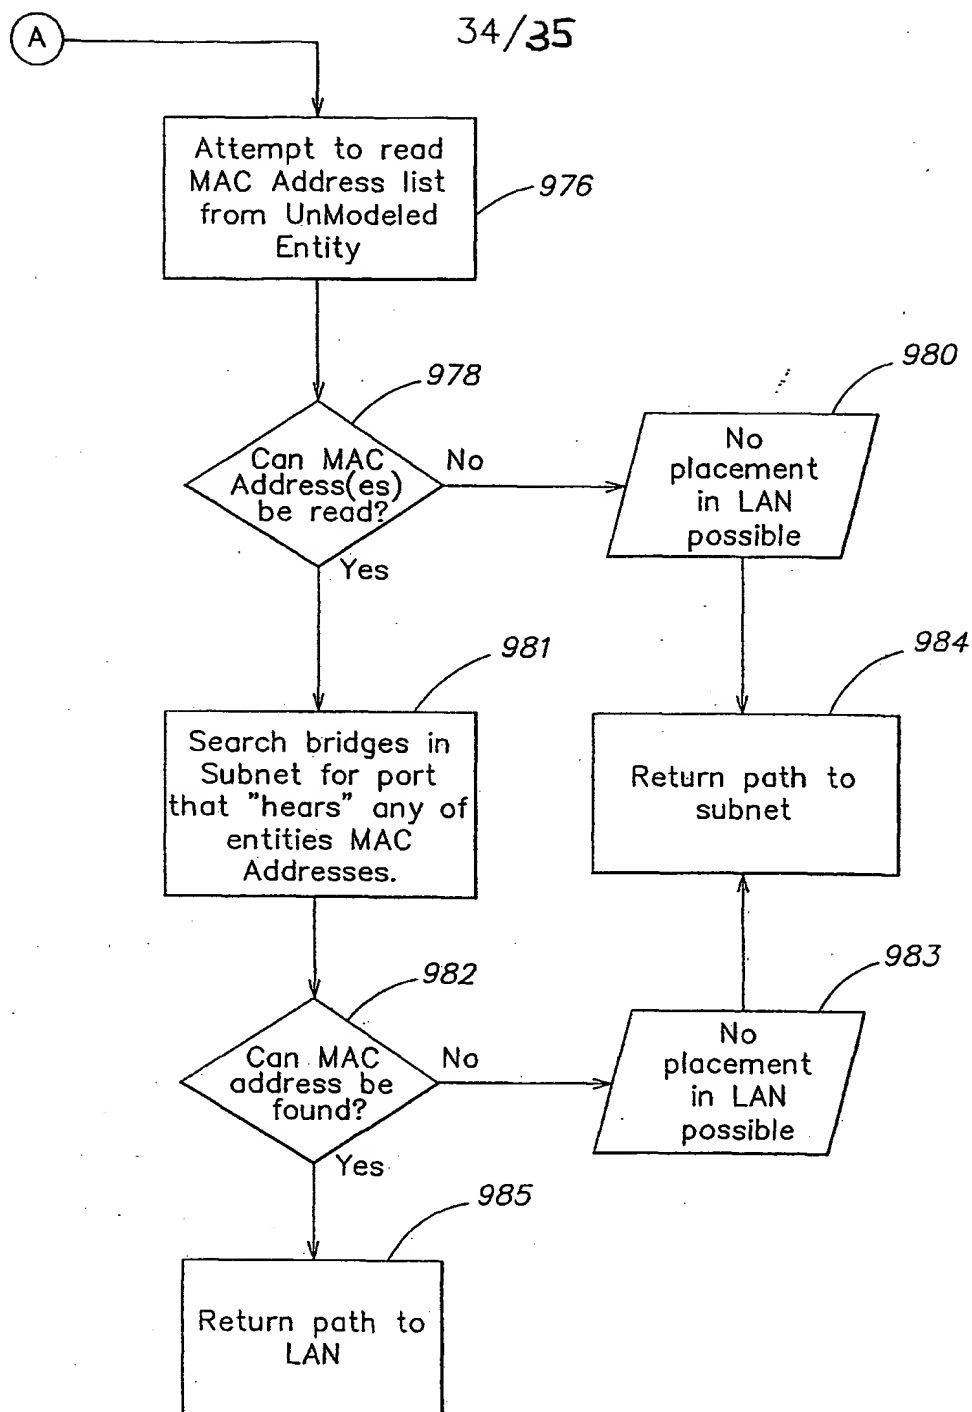 A
34/35
Attempt to read
MAC Address list
from UnModeled
Entity
976
978
Can MAC
Address(es)
be read?
No
Yes
980
No
placement
in LAN
possible
981
Search bridges in
Subnet for port
that "hears" any of
entities MAC
Addresses.
984
Return path to
subnet
982
Can MAC
address be
found?
No
Yes
983
No
placement
in LAN
possible
985
Return path to
LAN